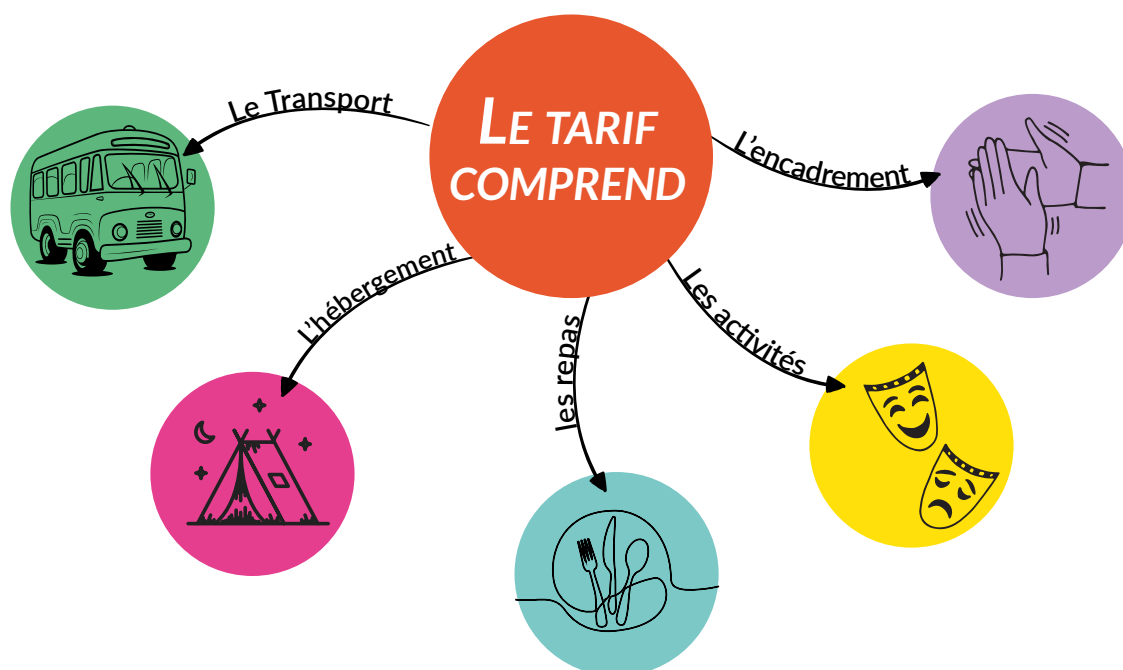 LE TARIF
COMPREND
Le Transport
L'hébergement
les repas
Les activités
L'encadrement